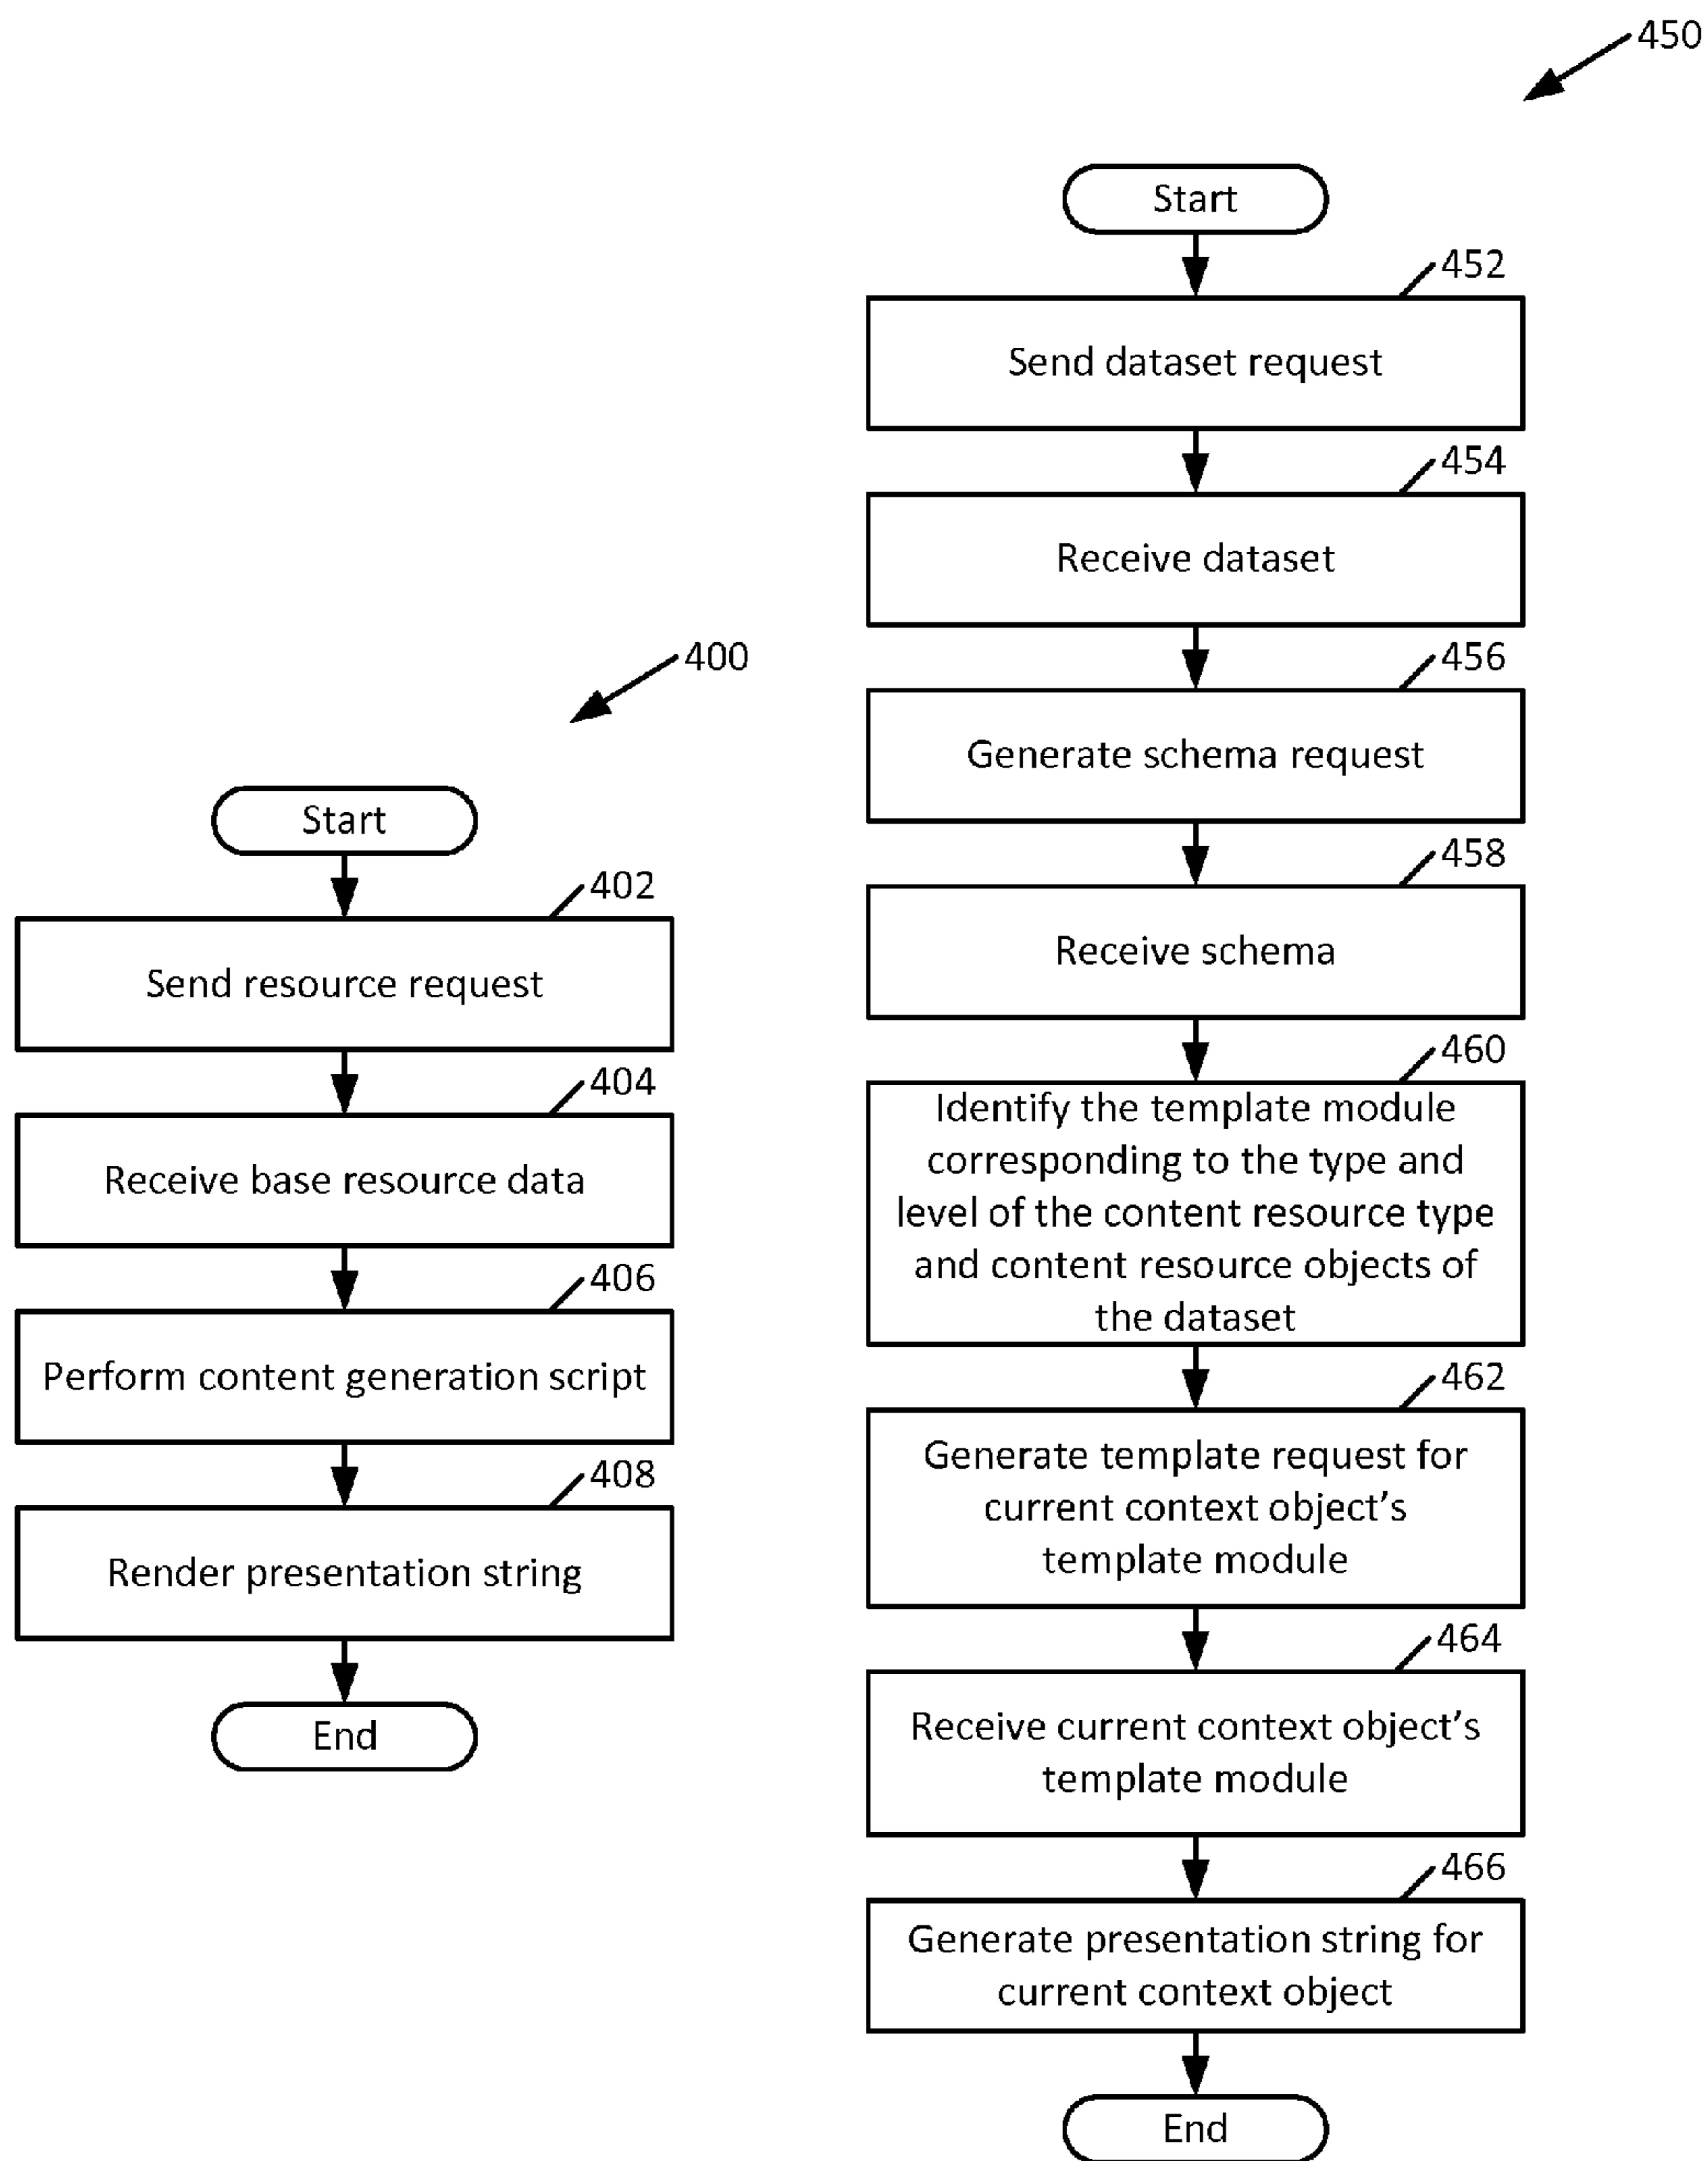 400
Start
402
Send resource request
404
Receive base resource data
406
Perform content generation script
408
Render presentation string
End
450
Start
452
Send dataset request
454
Receive dataset
456
Generate schema request
458
Receive schema
460
Identify the template module
corresponding to the type and
level of the content resource type
and content resource objects of
the dataset
462
Generate template request for
current context object's
template module
464
Receive current context object's
template module
466
Generate presentation string for
current context object
End